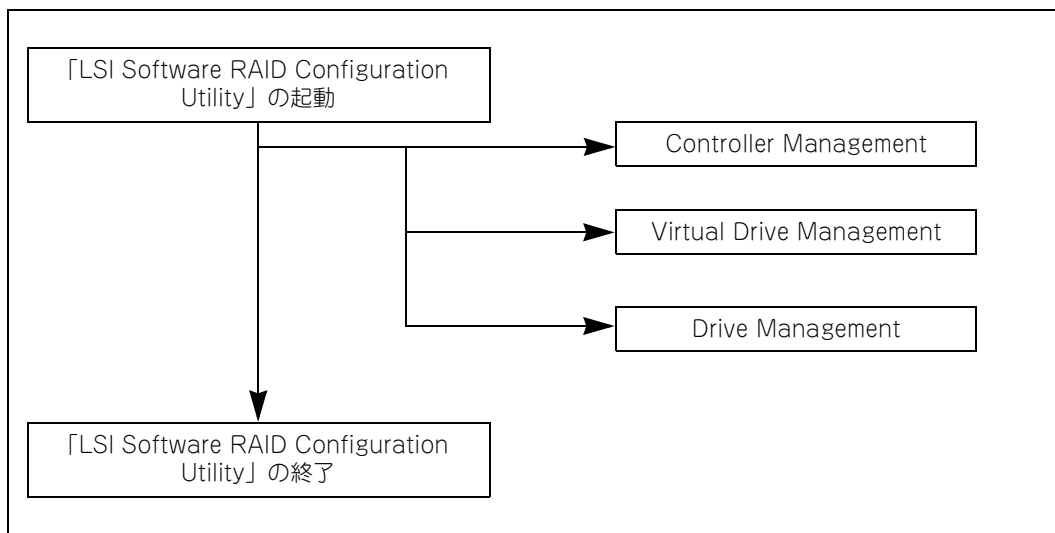 「LSI Software RAID Configuration
Utility」の起動
Controller Management
Virtual Drive Management
Drive Management
「LSI Software RAID Configuration
Utility」の終了